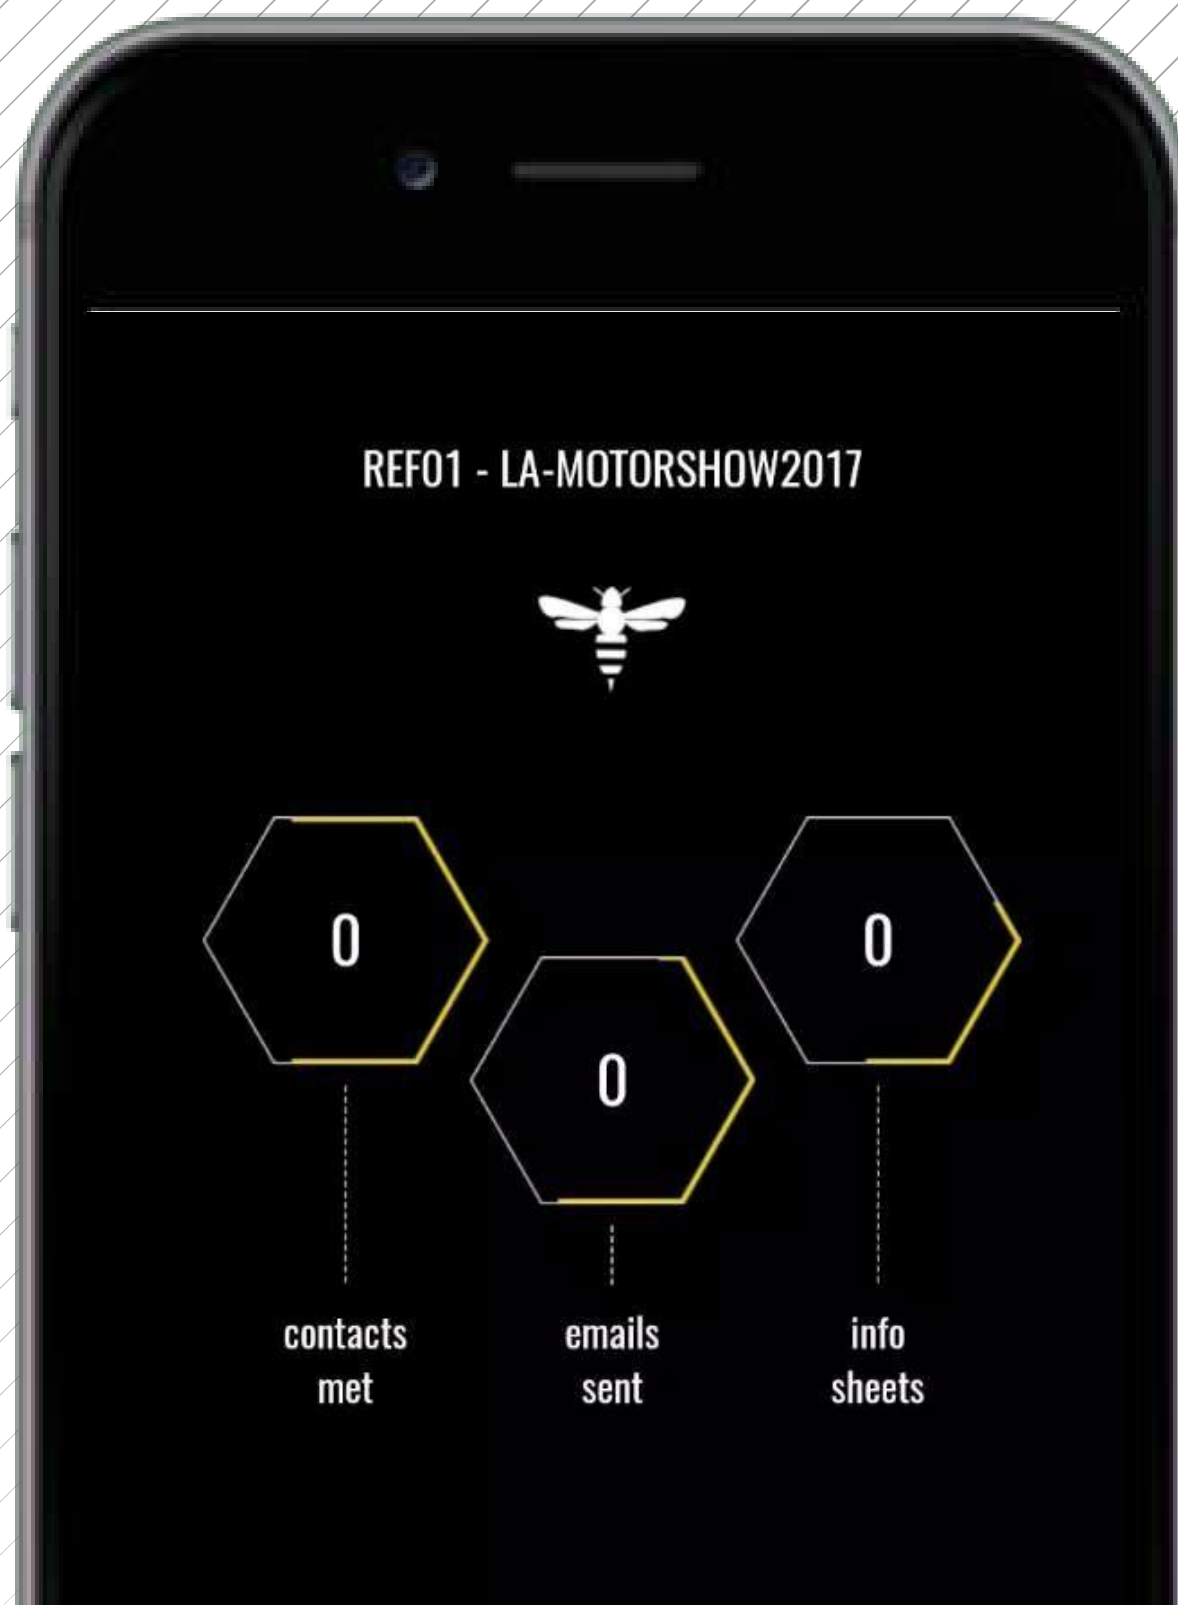 REF01 - LA-MOTORSHOW2017
0
0
0
contacts
met
emails
sent
info
sheets